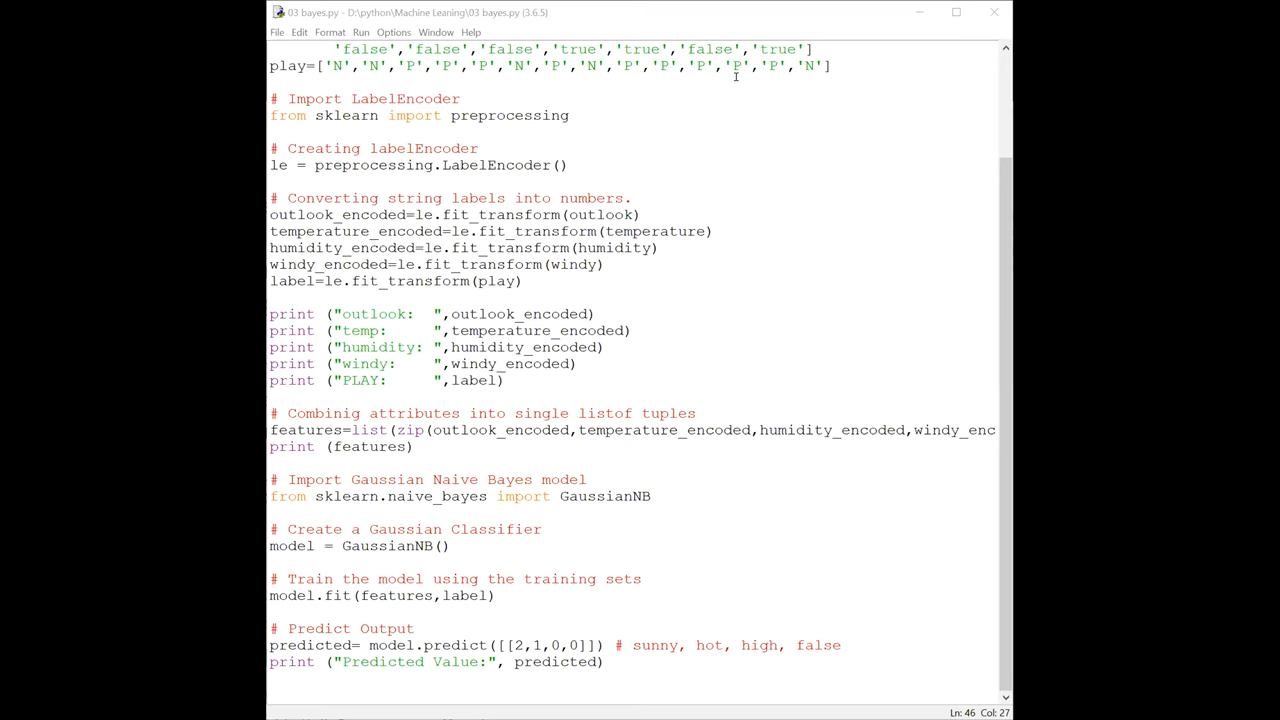 03 bayes.py - D:\python\Machine Leaning\03 bayes.py (3.6.5)
File Edit Format Run Options Window Help
'false','false','false','true','true','false','true']
play=['N','N','P','P','P','N','P','N','P','P','P','P','P','N']
# Import LabelEncoder
from sklearn import preprocessing
# Creating labelEncoder
le = preprocessing.LabelEncoder()
# Converting string labels into numbers.
outlook_encoded=le.fit_transform(outlook)
temperature_encoded=le.fit_transform(temperature)
humidity_encoded=le.fit_transform(humidity)
windy_encoded=le.fit_transform(windy)
label=le.fit_transform(play)
print ("outlook:  ",outlook_encoded)
print ("temp:     ",temperature_encoded)
print ("humidity: ",humidity_encoded)
print ("windy:    ",windy_encoded)
print ("PLAY:     ",label)
# Combinig attributes into single listof tuples
features=list(zip(outlook_encoded,temperature_encoded,humidity_encoded,windy_enc
print (features)
# Import Gaussian Naive Bayes model
from sklearn.naive_bayes import GaussianNB
# Create a Gaussian Classifier
model = GaussianNB()
# Train the model using the training sets
model.fit(features,label)
# Predict Output
predicted= model.predict([[2,1,0,0]]) # sunny, hot, high, false
print ("Predicted Value:", predicted)
Ln: 46 Col: 27